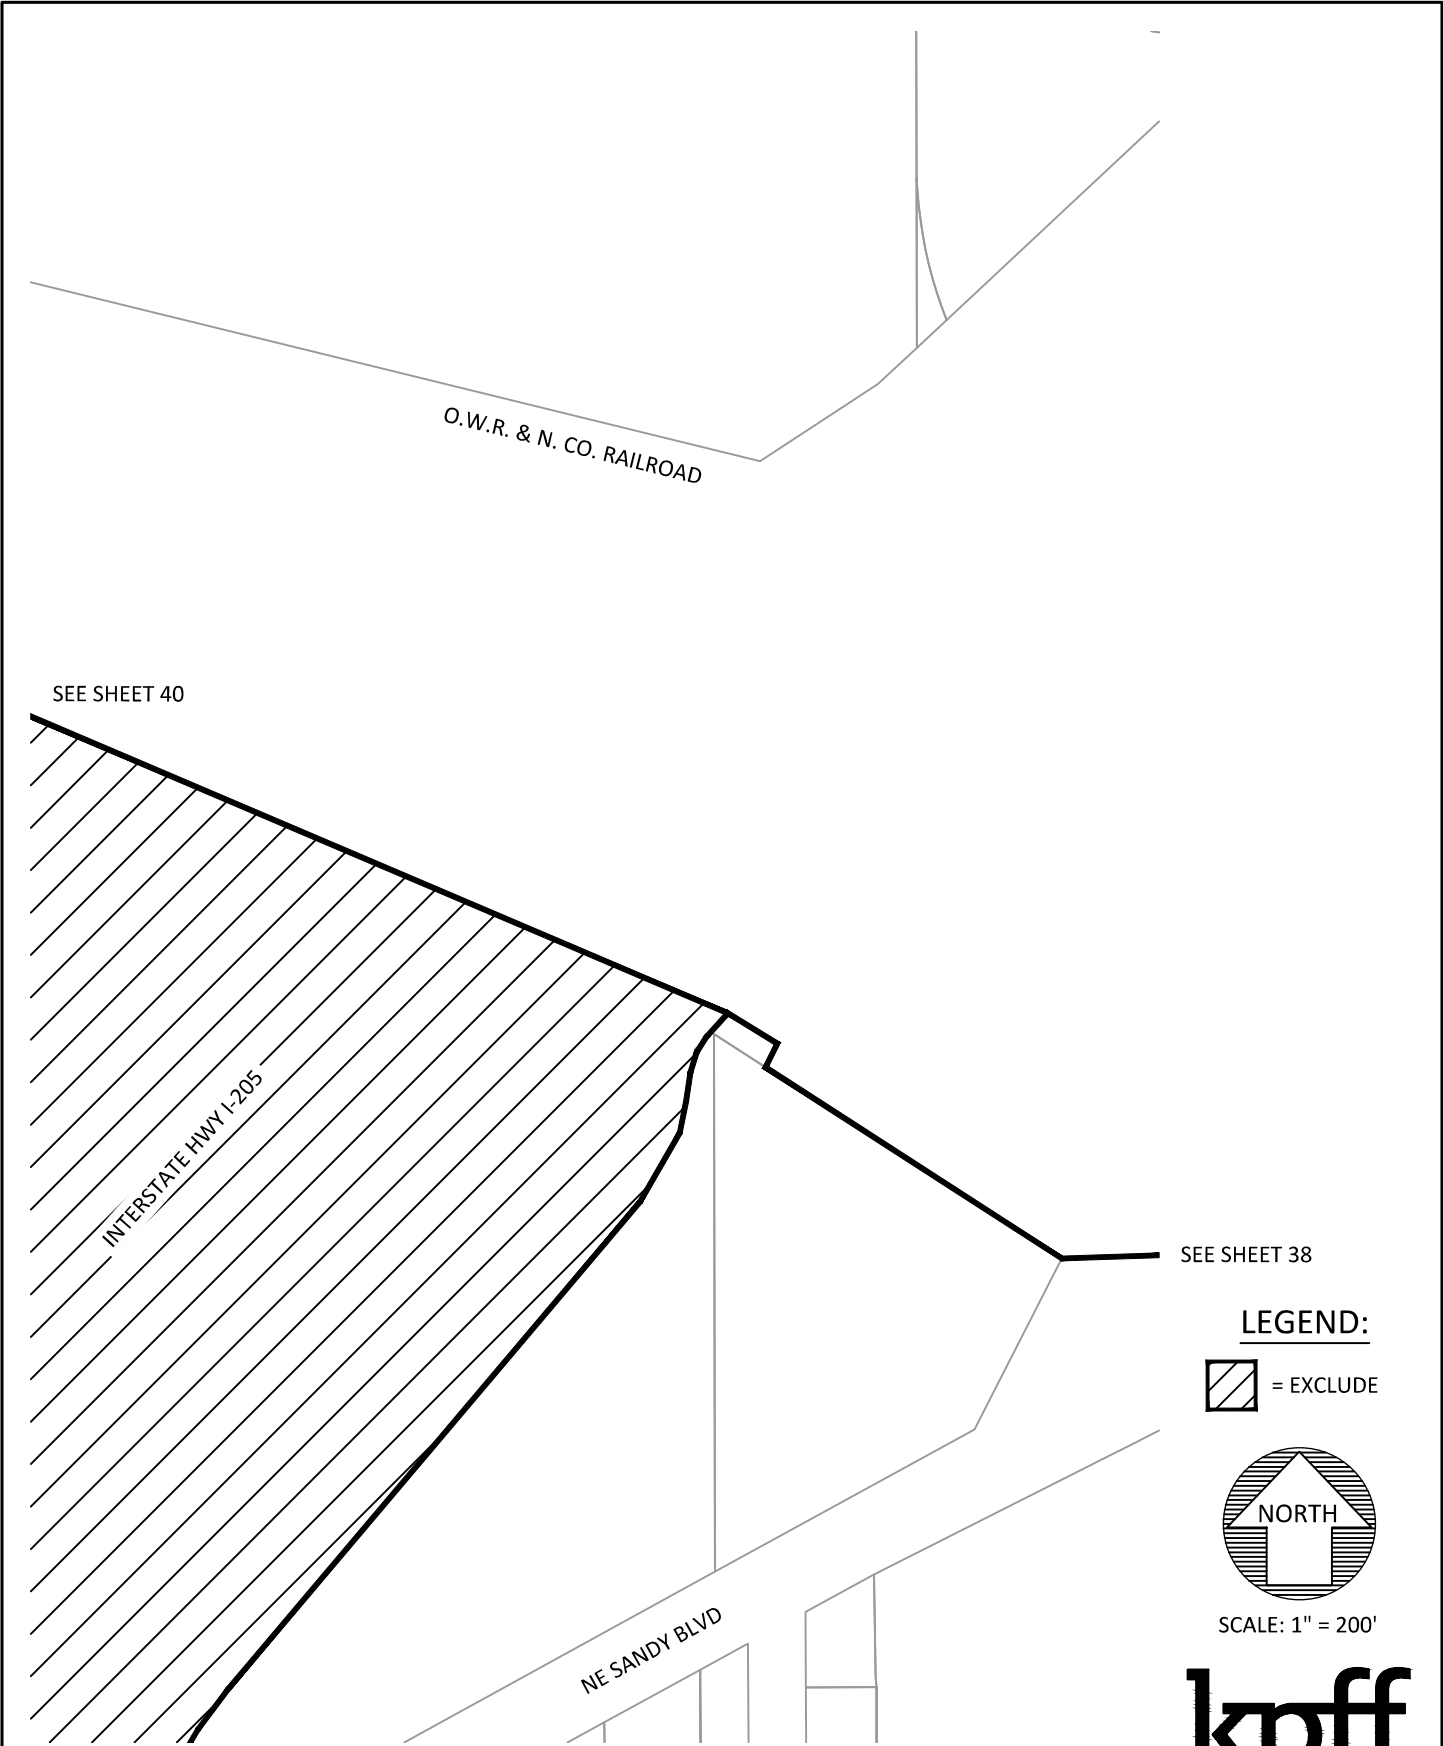 O.W.R. & N. CO. RAILROAD
SEE SHEET 40
INTERSTATE HWY I-205
SEE SHEET 38
LEGEND:
= EXCLUDE
NORTH
SCALE: 1" = 200'
NE SANDY BLVD
kpff